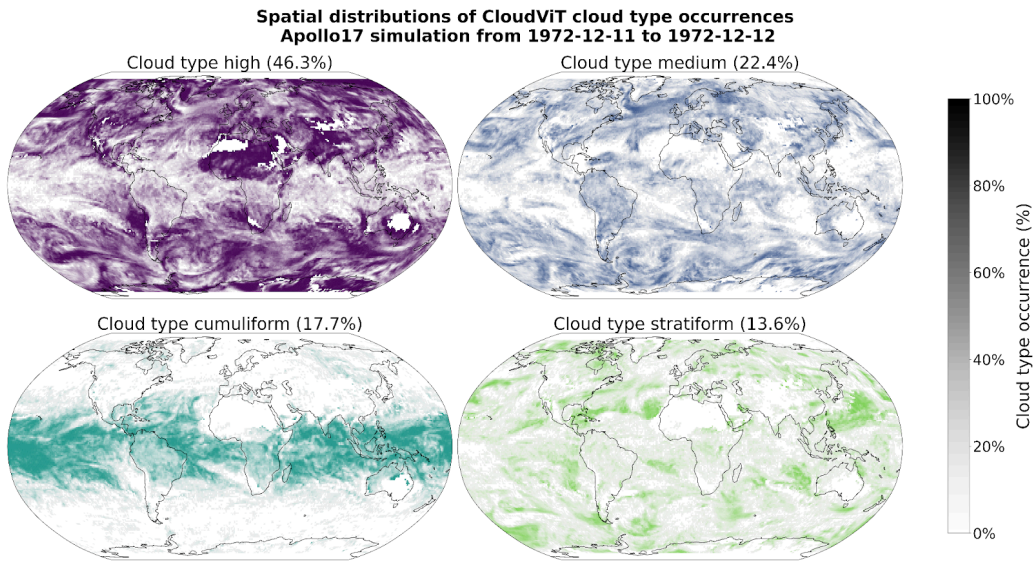 Spatial distributions of CloudViT cloud type occurrences
Apollo17 simulation from 1972-12-11 to 1972-12-12
Cloud type high (46.3%)
Cloud type medium (22.4%)
Cloud type cumuliform (17.7%)
Cloud type stratiform (13.6%)
100%
80%
60%
40%
20%
0%
Cloud type occurrence (%)